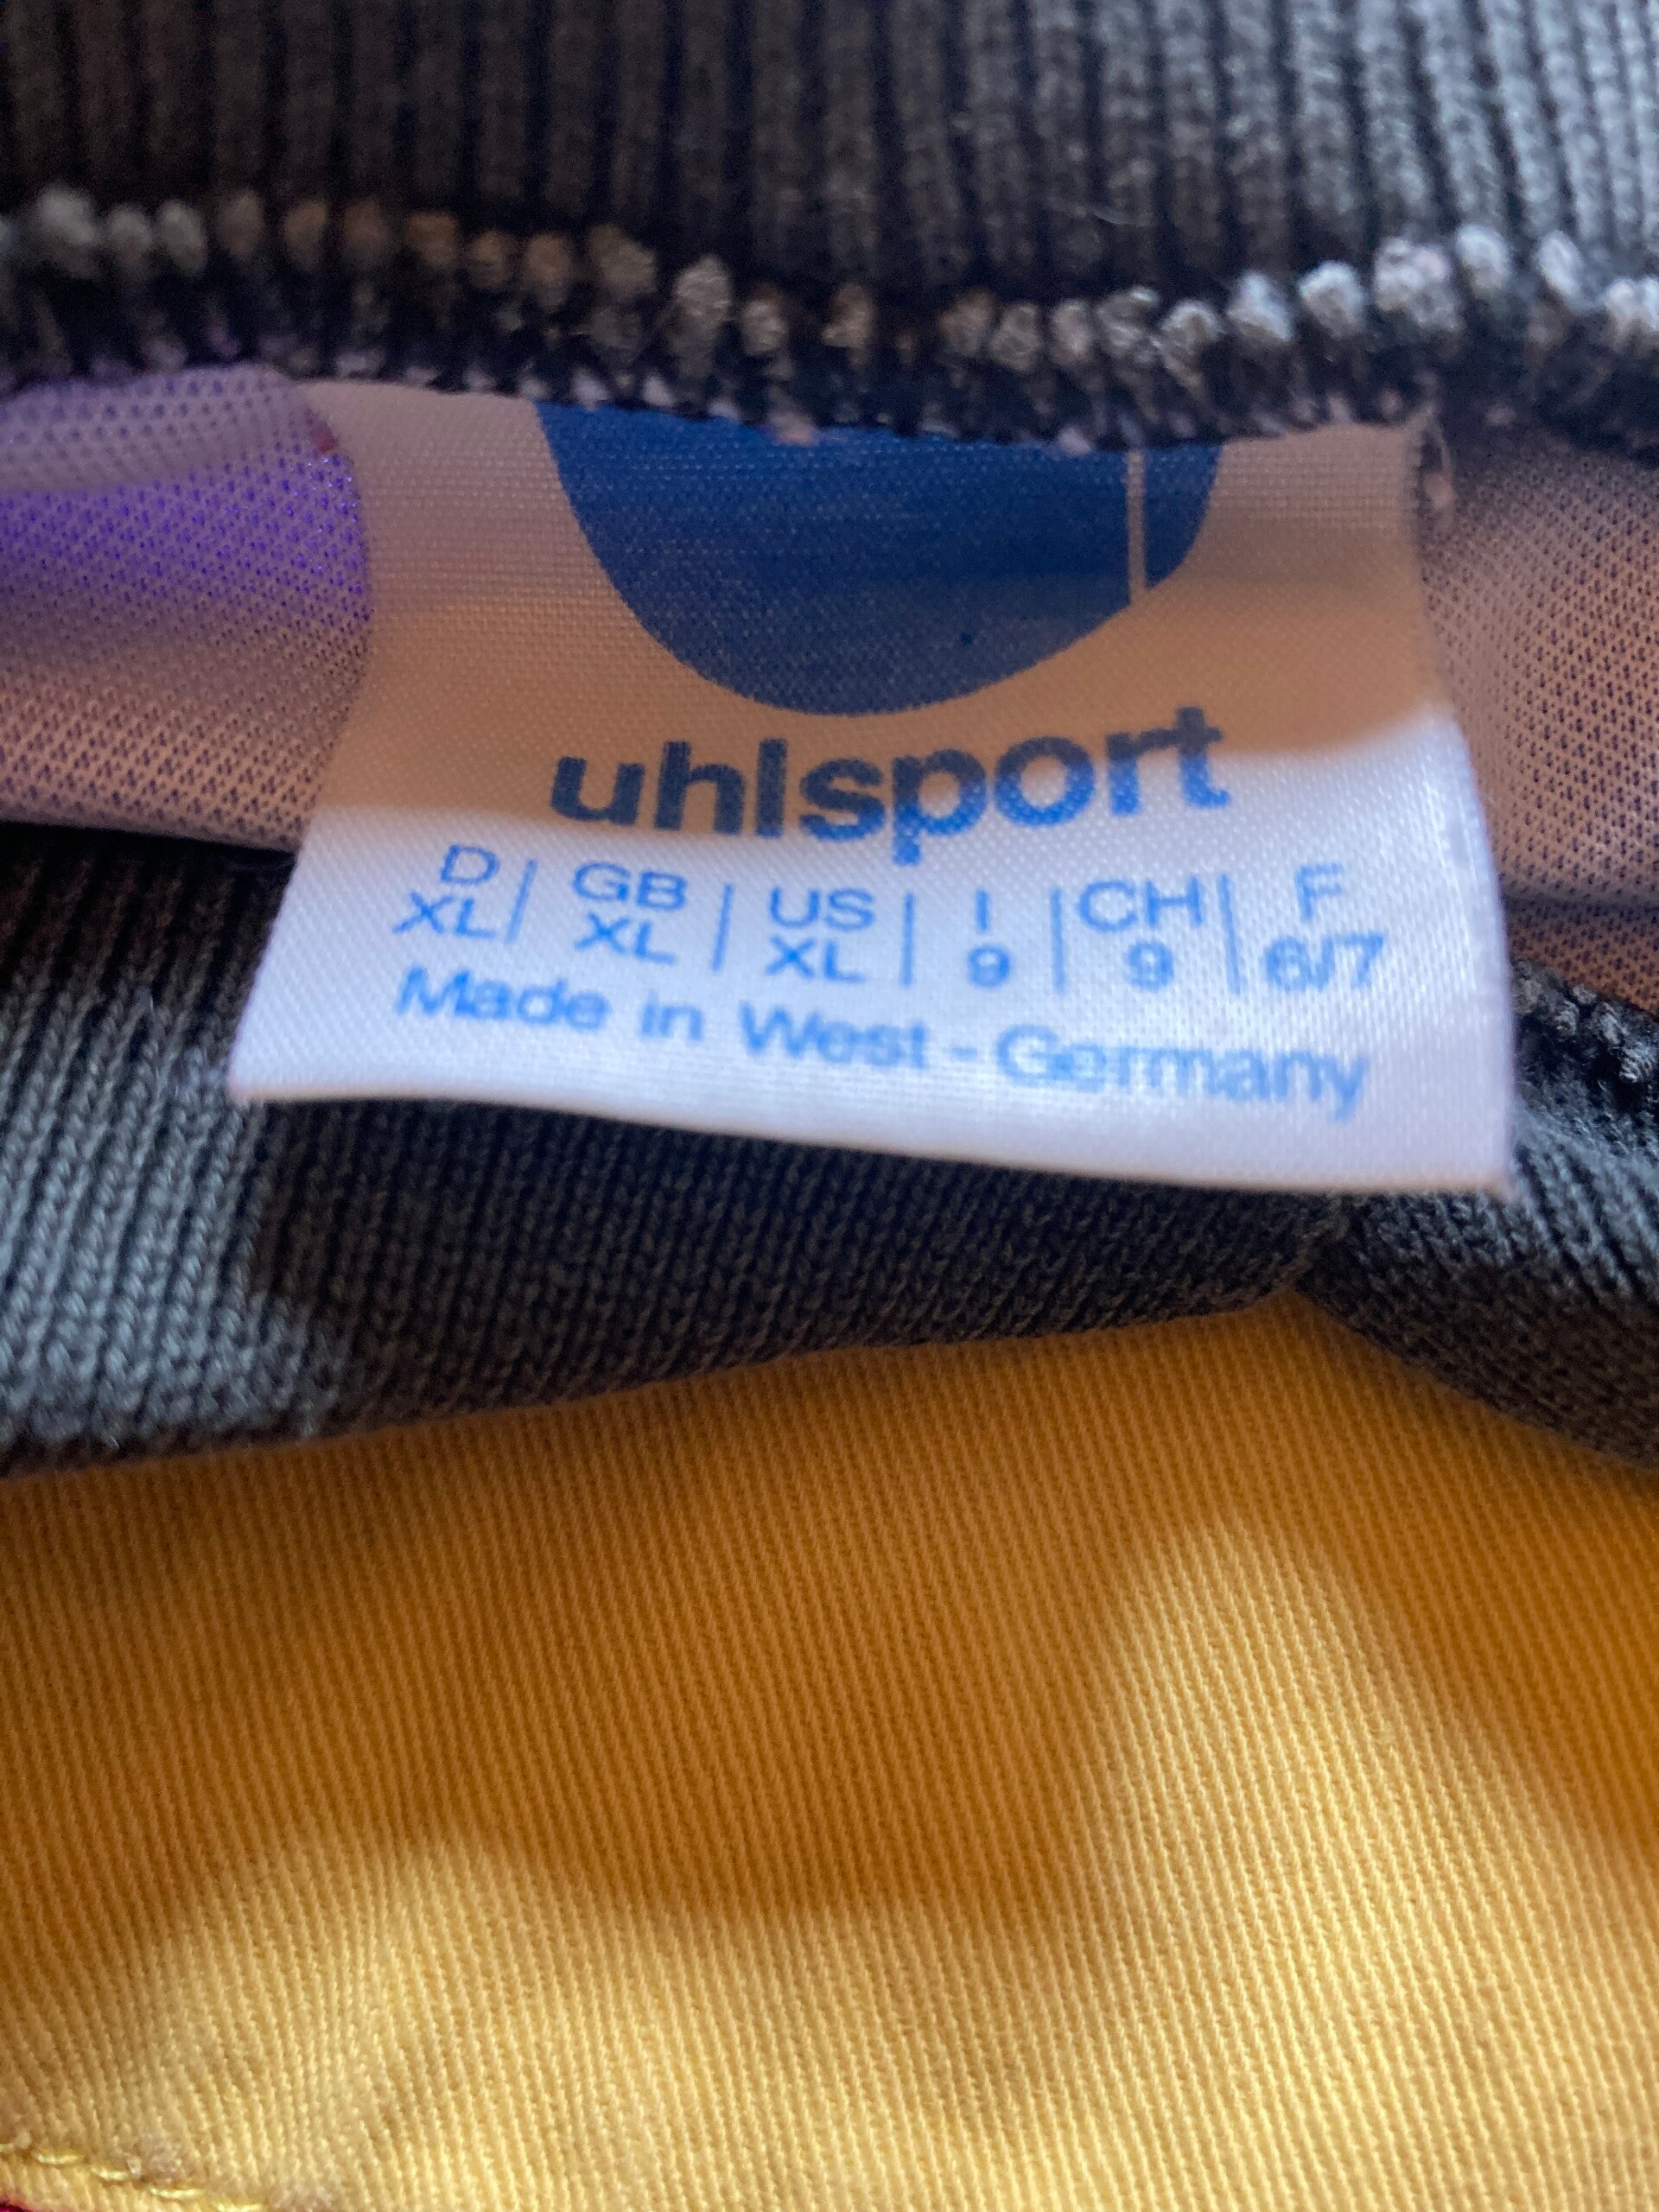 uhlsport
D | GB | US | I | CH | F
XL | XL | XL | 9 | 9 | 6/7
Made in West-Germany